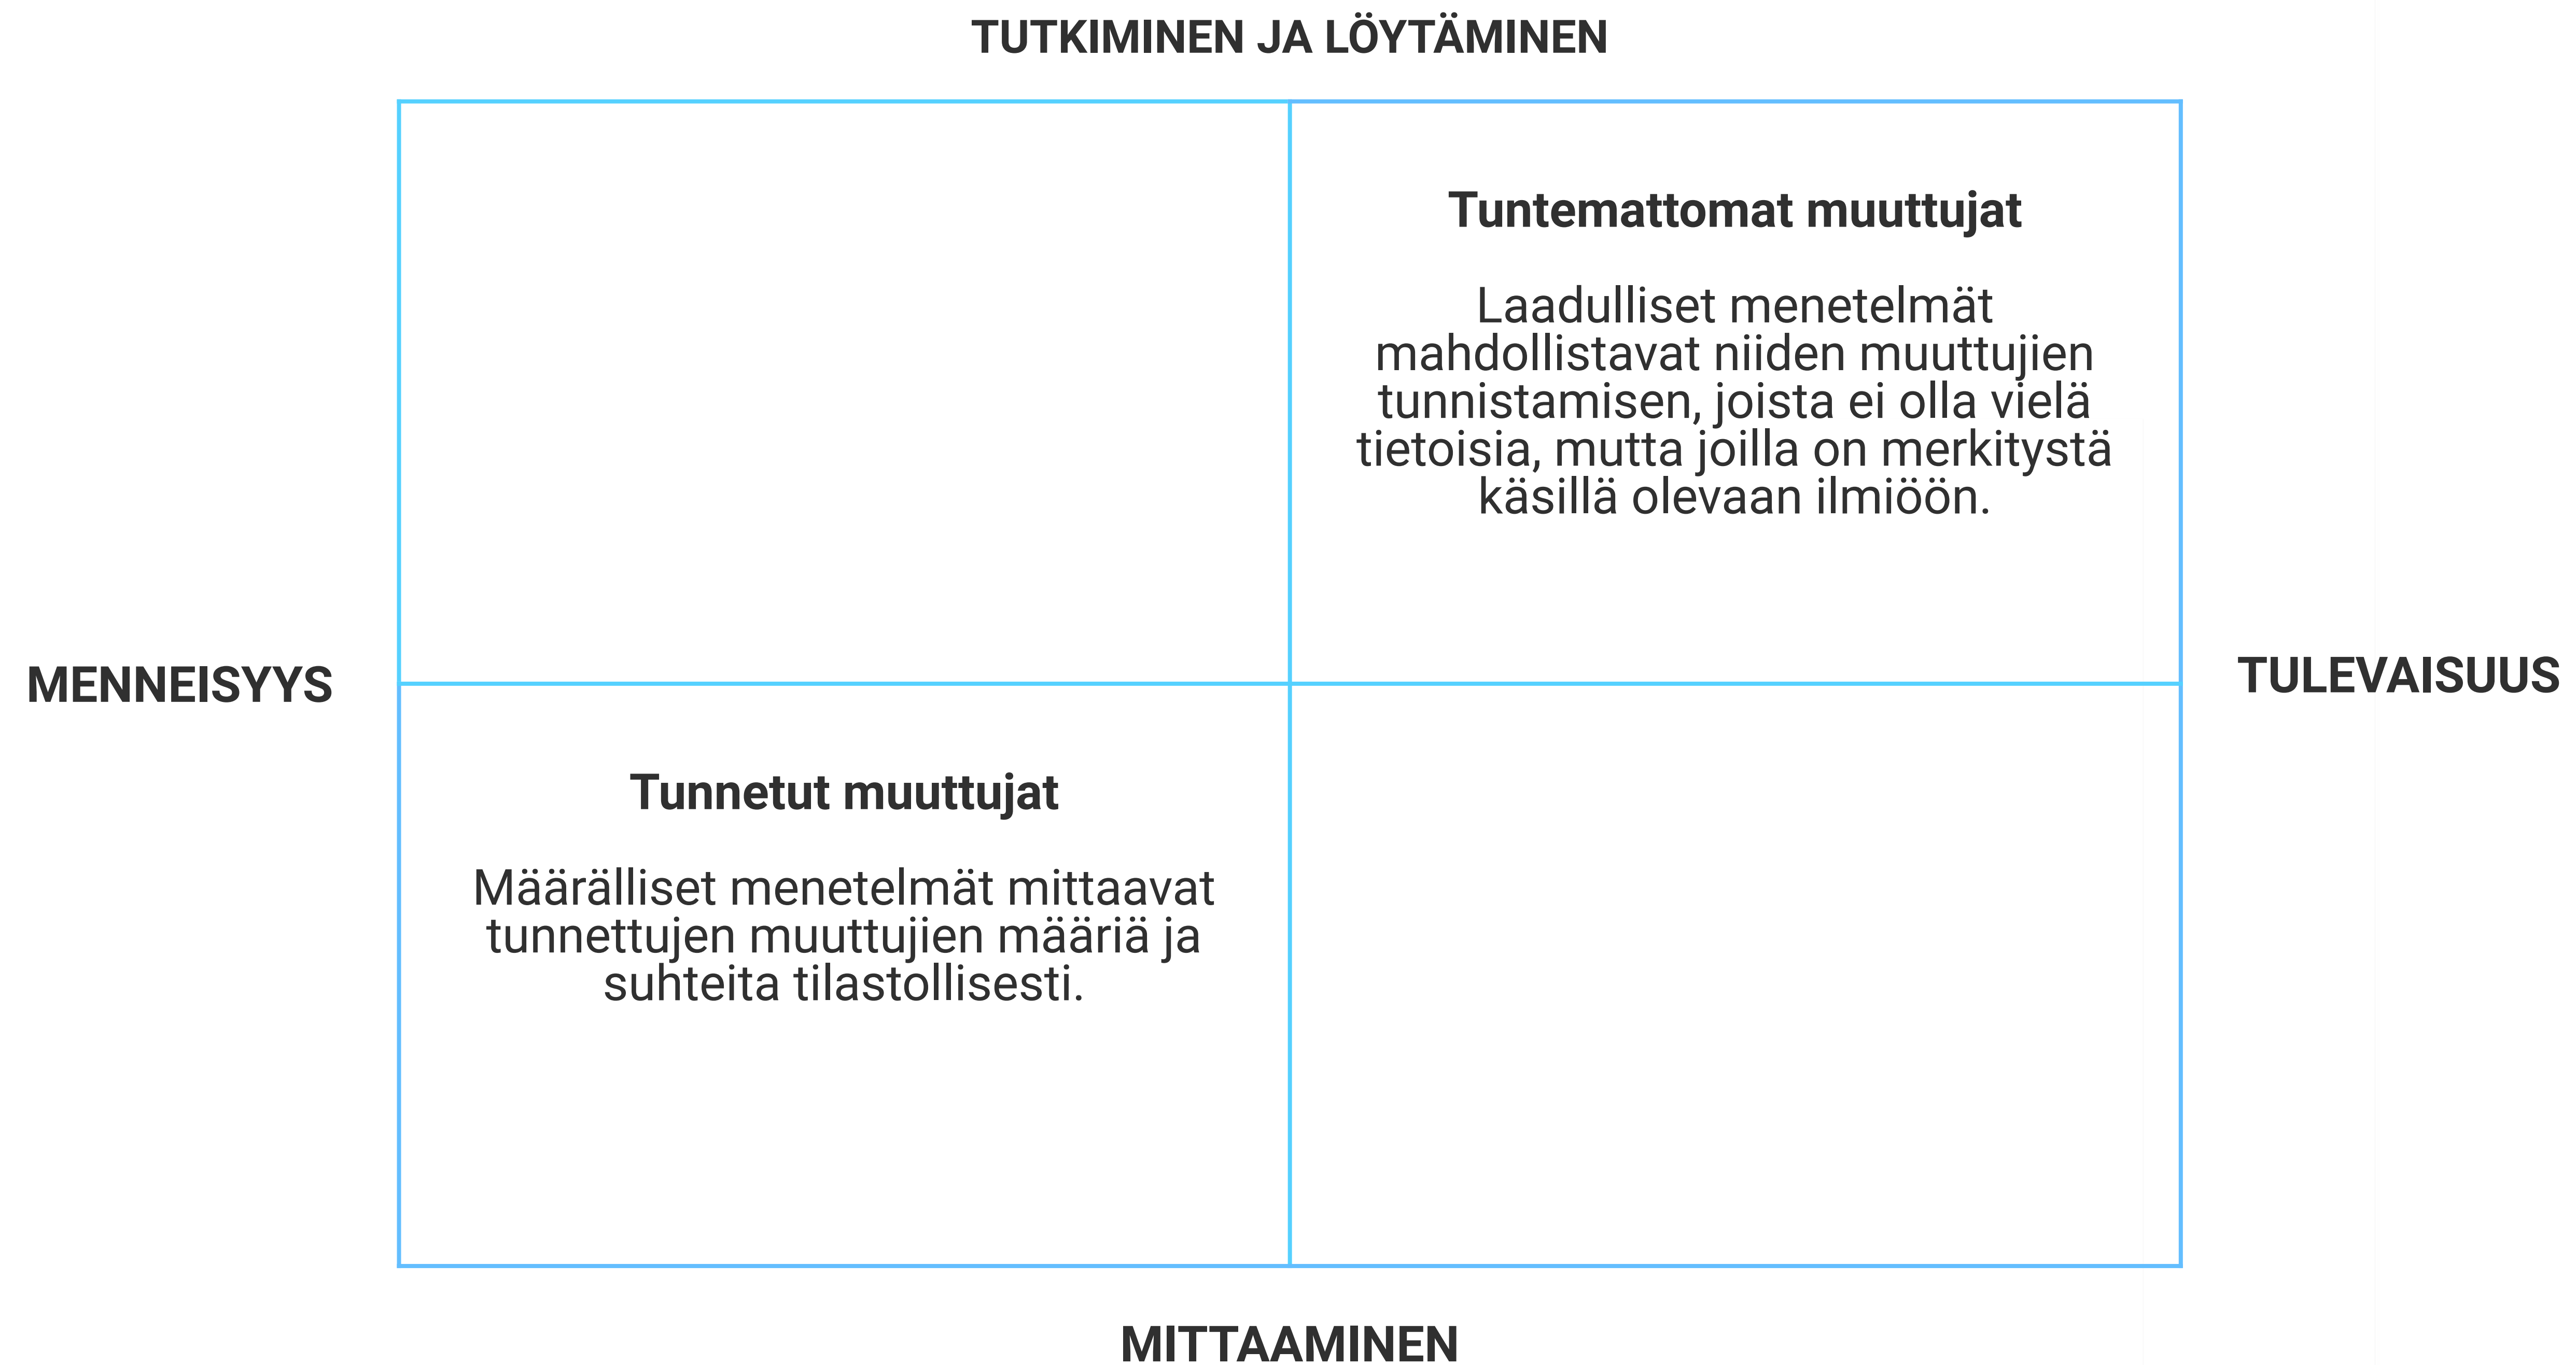 TUTKIMINEN JA LÖYTÄMINEN
Tuntemattomat muuttujat
Laadulliset menetelmät
mahdollistavat niiden muuttujien
tunnistamisen, joista ei olla vielä
tietoisia, mutta joilla on merkitystä
käsillä olevaan ilmiöön.
MENNEISYYS
TULEVAISUUS
Tunnetut muuttujat
Määrälliset menetelmät mittaavat
tunnettujen muuttujien määriä ja
suhteita tilastollisesti.
MITTAAMINEN